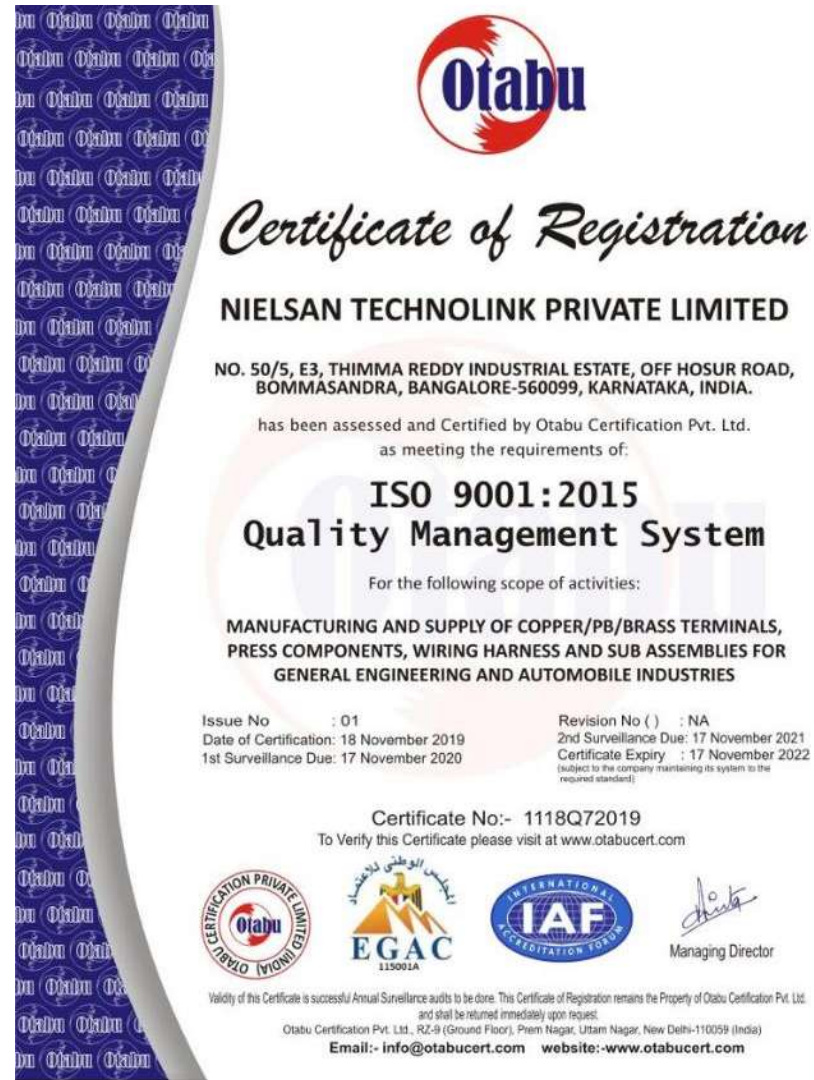 Otabu
Certificate of Registration
NIELSAN TECHNOLINK PRIVATE LIMITED
NO. 50/5, E3, THIMMA REDDY INDUSTRIAL ESTATE, OFF HOSUR ROAD,
BOMMASANDRA, BANGALORE-560099, KARNATAKA, INDIA.
has been assessed and Certified by Otabu Certification Pvt. Ltd.
as meeting the requirements of:
ISO 9001:2015
Quality Management System
For the following scope of activities:
MANUFACTURING AND SUPPLY OF COPPER/PB/BRASS TERMINALS,
PRESS COMPONENTS, WIRING HARNESS AND SUB ASSEMBLIES FOR
GENERAL ENGINEERING AND AUTOMOBILE INDUSTRIES
Issue No : 01
Date of Certification: 18 November 2019
1st Surveillance Due: 17 November 2020
Revision No ( ) : NA
2nd Surveillance Due: 17 November 2021
Certificate Expiry : 17 November 2022
(subject to the company maintaining its system to the
required standard)
Certificate No:- 1118Q72019
To Verify this Certificate please visit at www.otabucert.com
OTABU CERTIFICATION PRIVATE LIMITED (INDIA)
Otabu
المجلس الوطنى للاعتماد
EGAC
115001A
INTERNATIONAL
IAF
ACCREDITATION FORUM
Managing Director
Validity of this Certificate is successful Annual Surveillance audits to be done. This Certificate of Registration remains the Property of Otabu Certification Pvt. Ltd.
and shall be returned immediately upon request.
Otabu Certification Pvt. Ltd., RZ-9 (Ground Floor), Prem Nagar, Uttam Nagar, New Delhi-110059 (India)
Email:- info@otabucert.com website:-www.otabucert.com